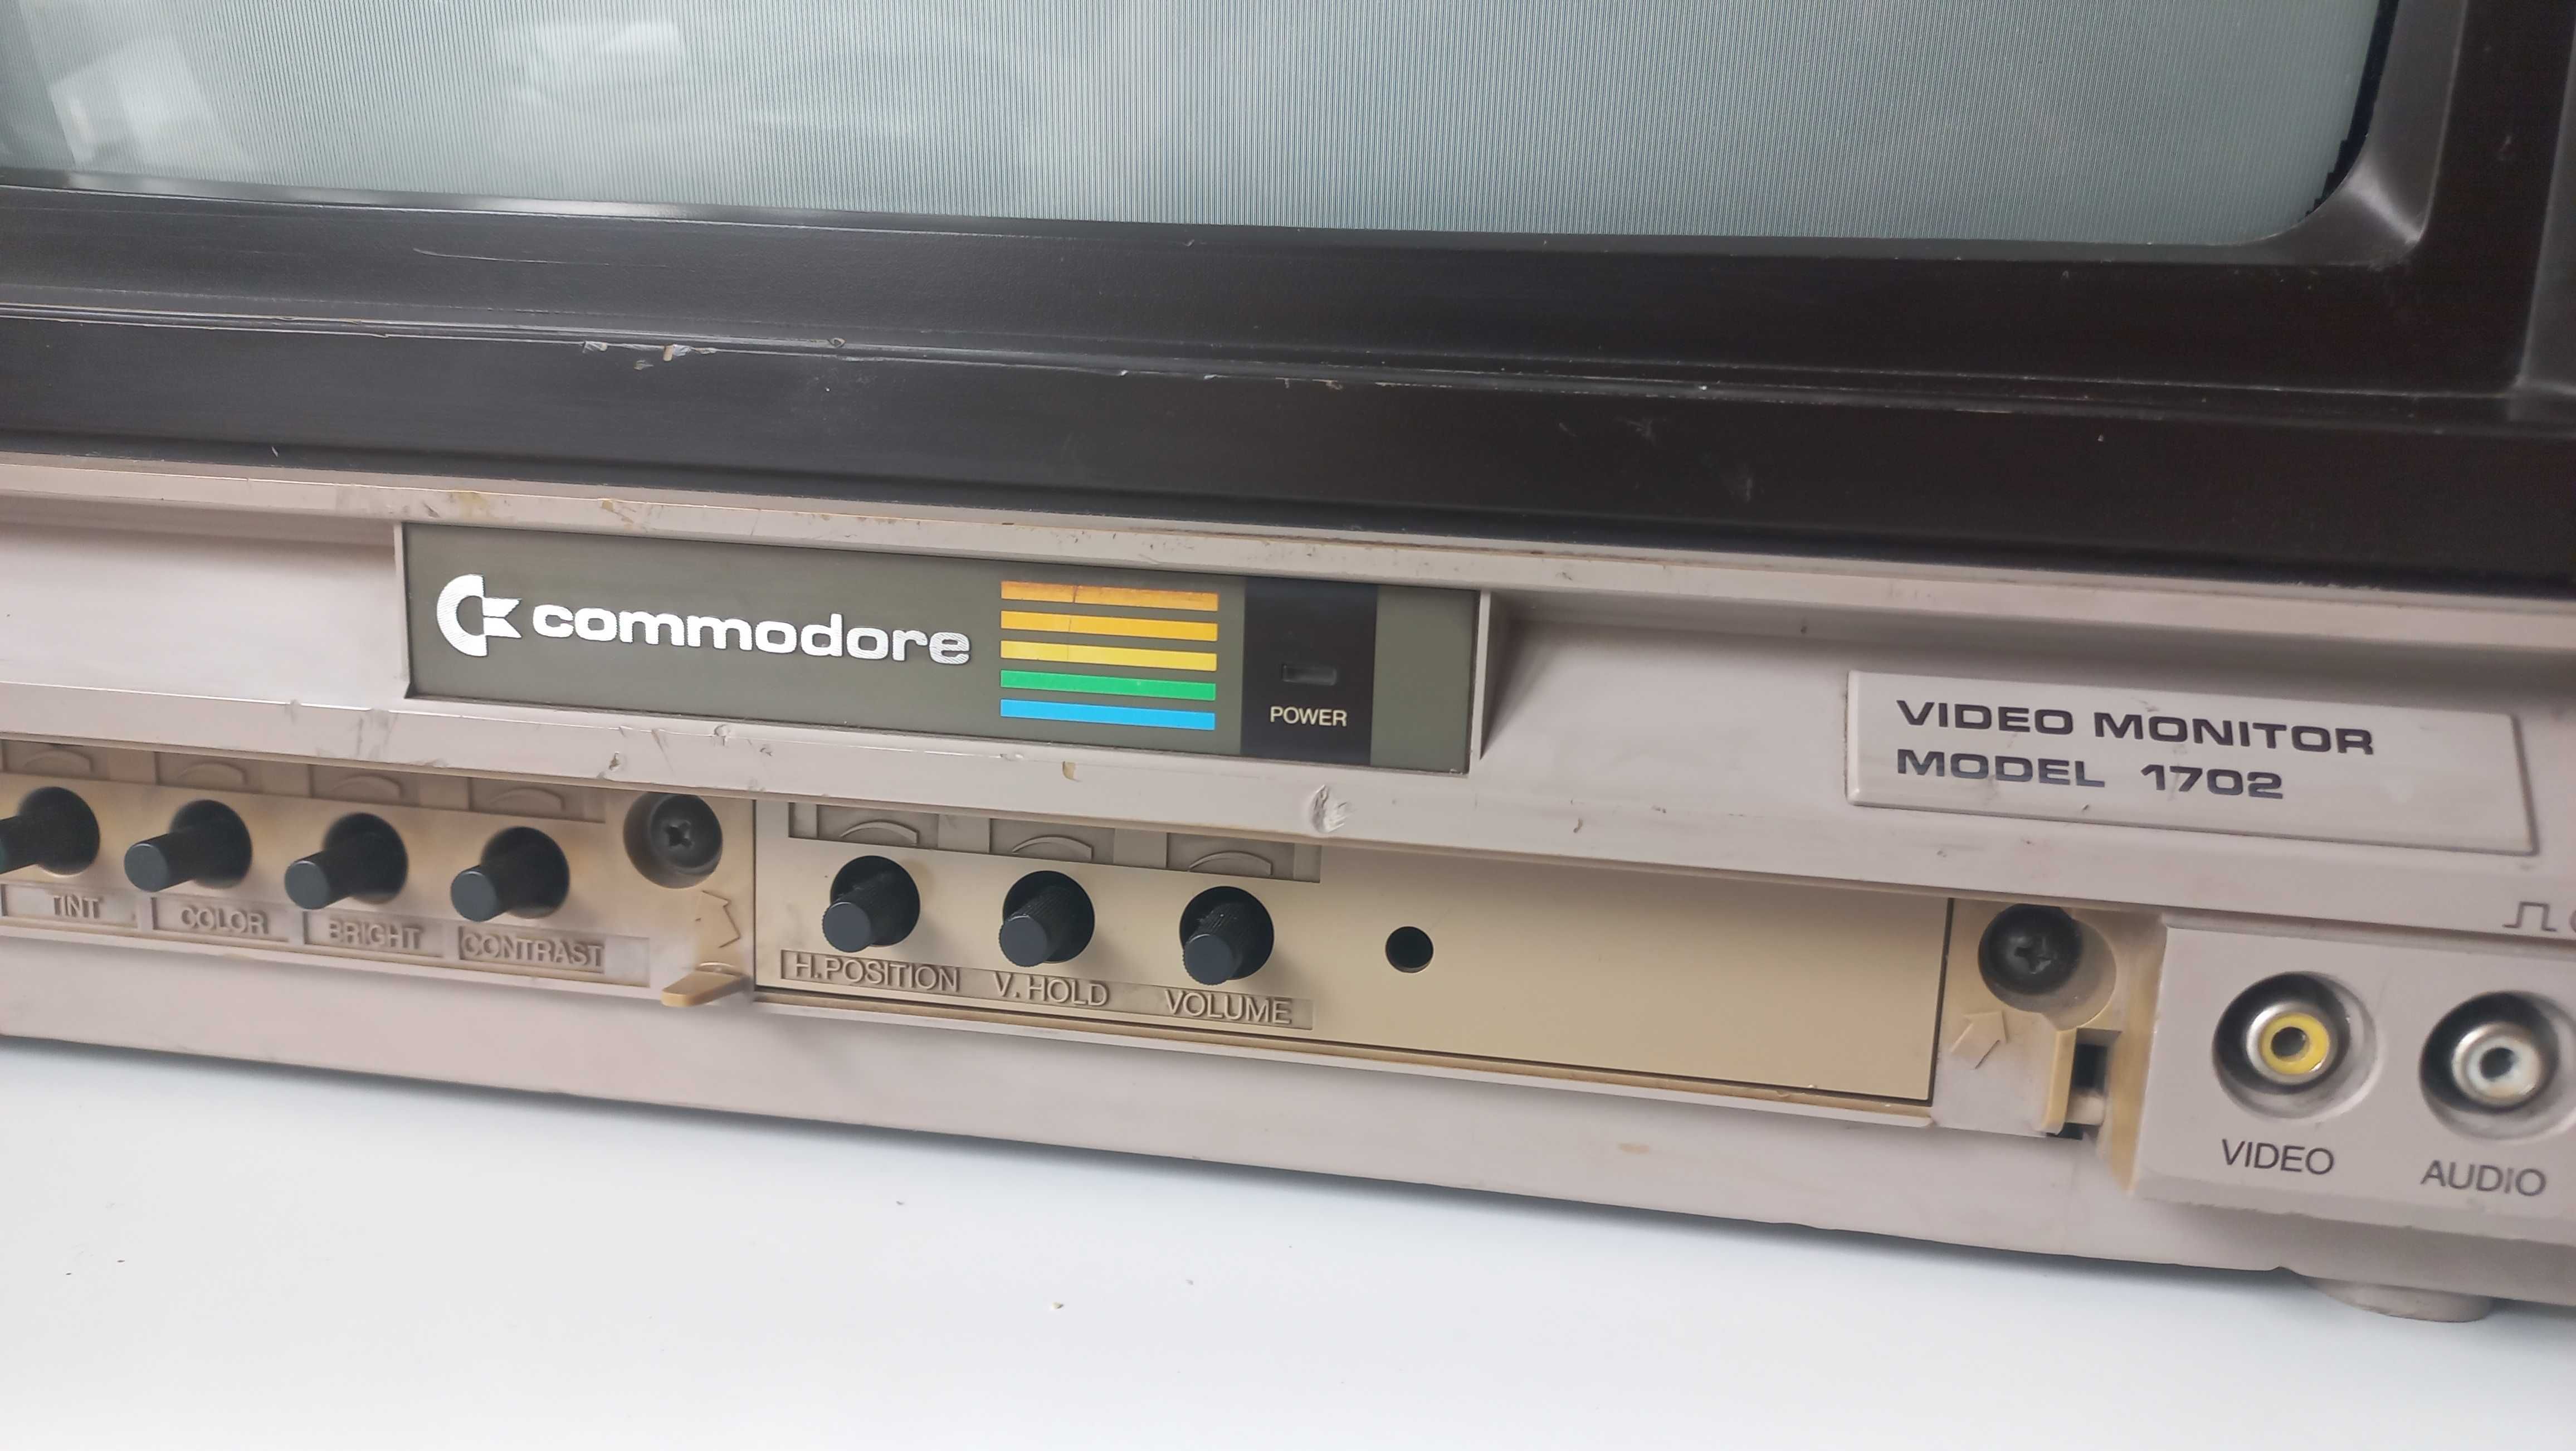 commodore
POWER
VIDEO MONITOR
MODEL 1702
TINT
COLOR
BRIGHT
CONTRAST
H.POSITION
V. HOLD
VOLUME
VIDEO
AUDIO